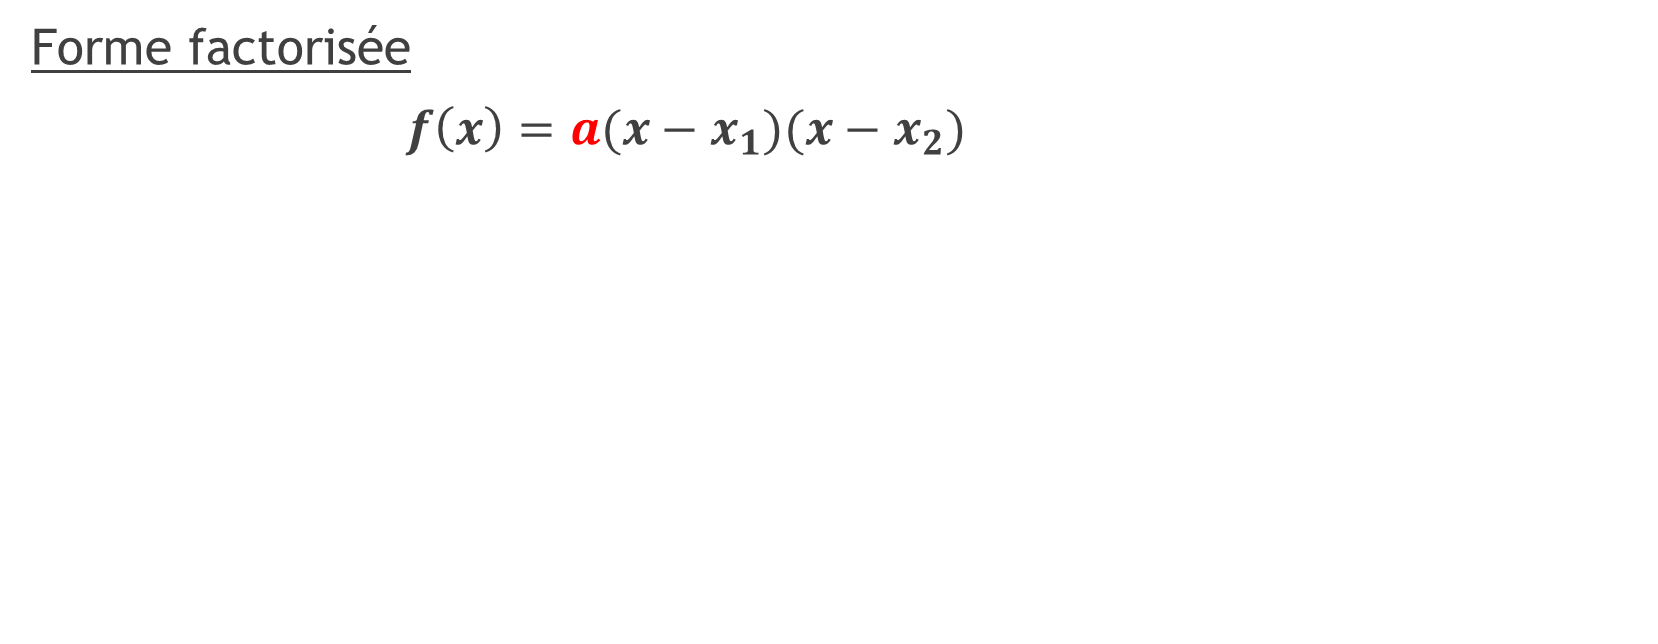 Forme factorisée
f(x) = a(x − x₁)(x − x₂)